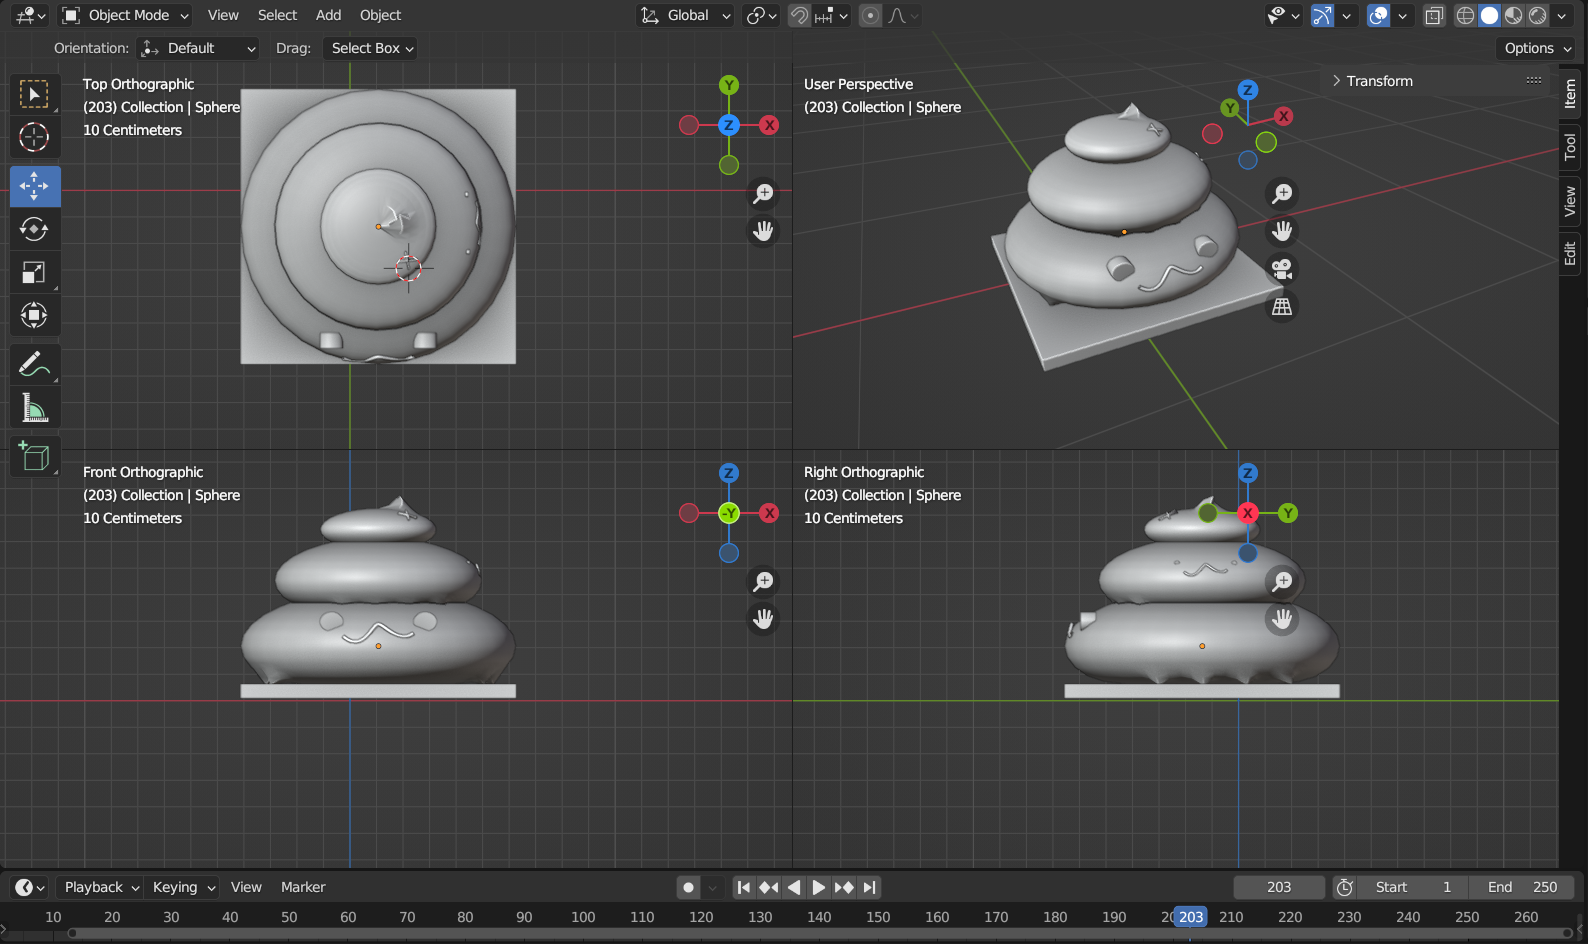 Object Mode View Select Add Object Global
Orientation: Default Drag: Select Box Options
Top Orthographic
(203) Collection | Sphere
10 Centimeters
Y
Z X
User Perspective
(203) Collection | Sphere
Z
Y X
Transform
Item
Tool
View
Edit
Front Orthographic
(203) Collection | Sphere
10 Centimeters
Z
-Y X
Right Orthographic
(203) Collection | Sphere
10 Centimeters
Z
X Y
Playback Keying View Marker 203 Start 1 End 250
10 20 30 40 50 60 70 80 90 100 110 120 130 140 150 160 170 180 190 203 210 220 230 240 250 260